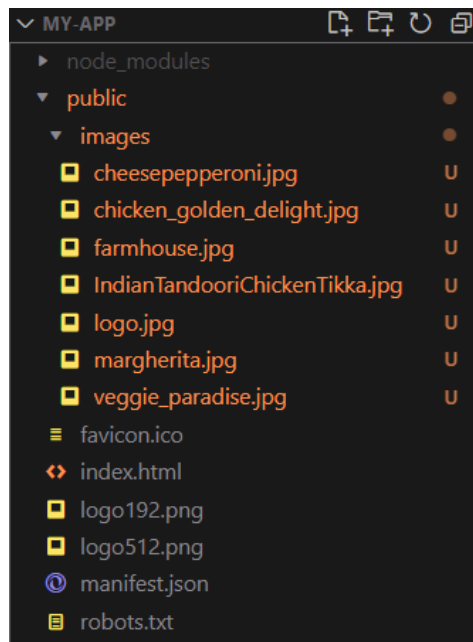 MY-APP
node_modules
public
images
cheesepepperoni.jpg U
chicken_golden_delight.jpg U
farmhouse.jpg U
IndianTandooriChickenTikka.jpg U
logo.jpg U
margherita.jpg U
veggie_paradise.jpg U
favicon.ico
index.html
logo192.png
logo512.png
manifest.json
robots.txt